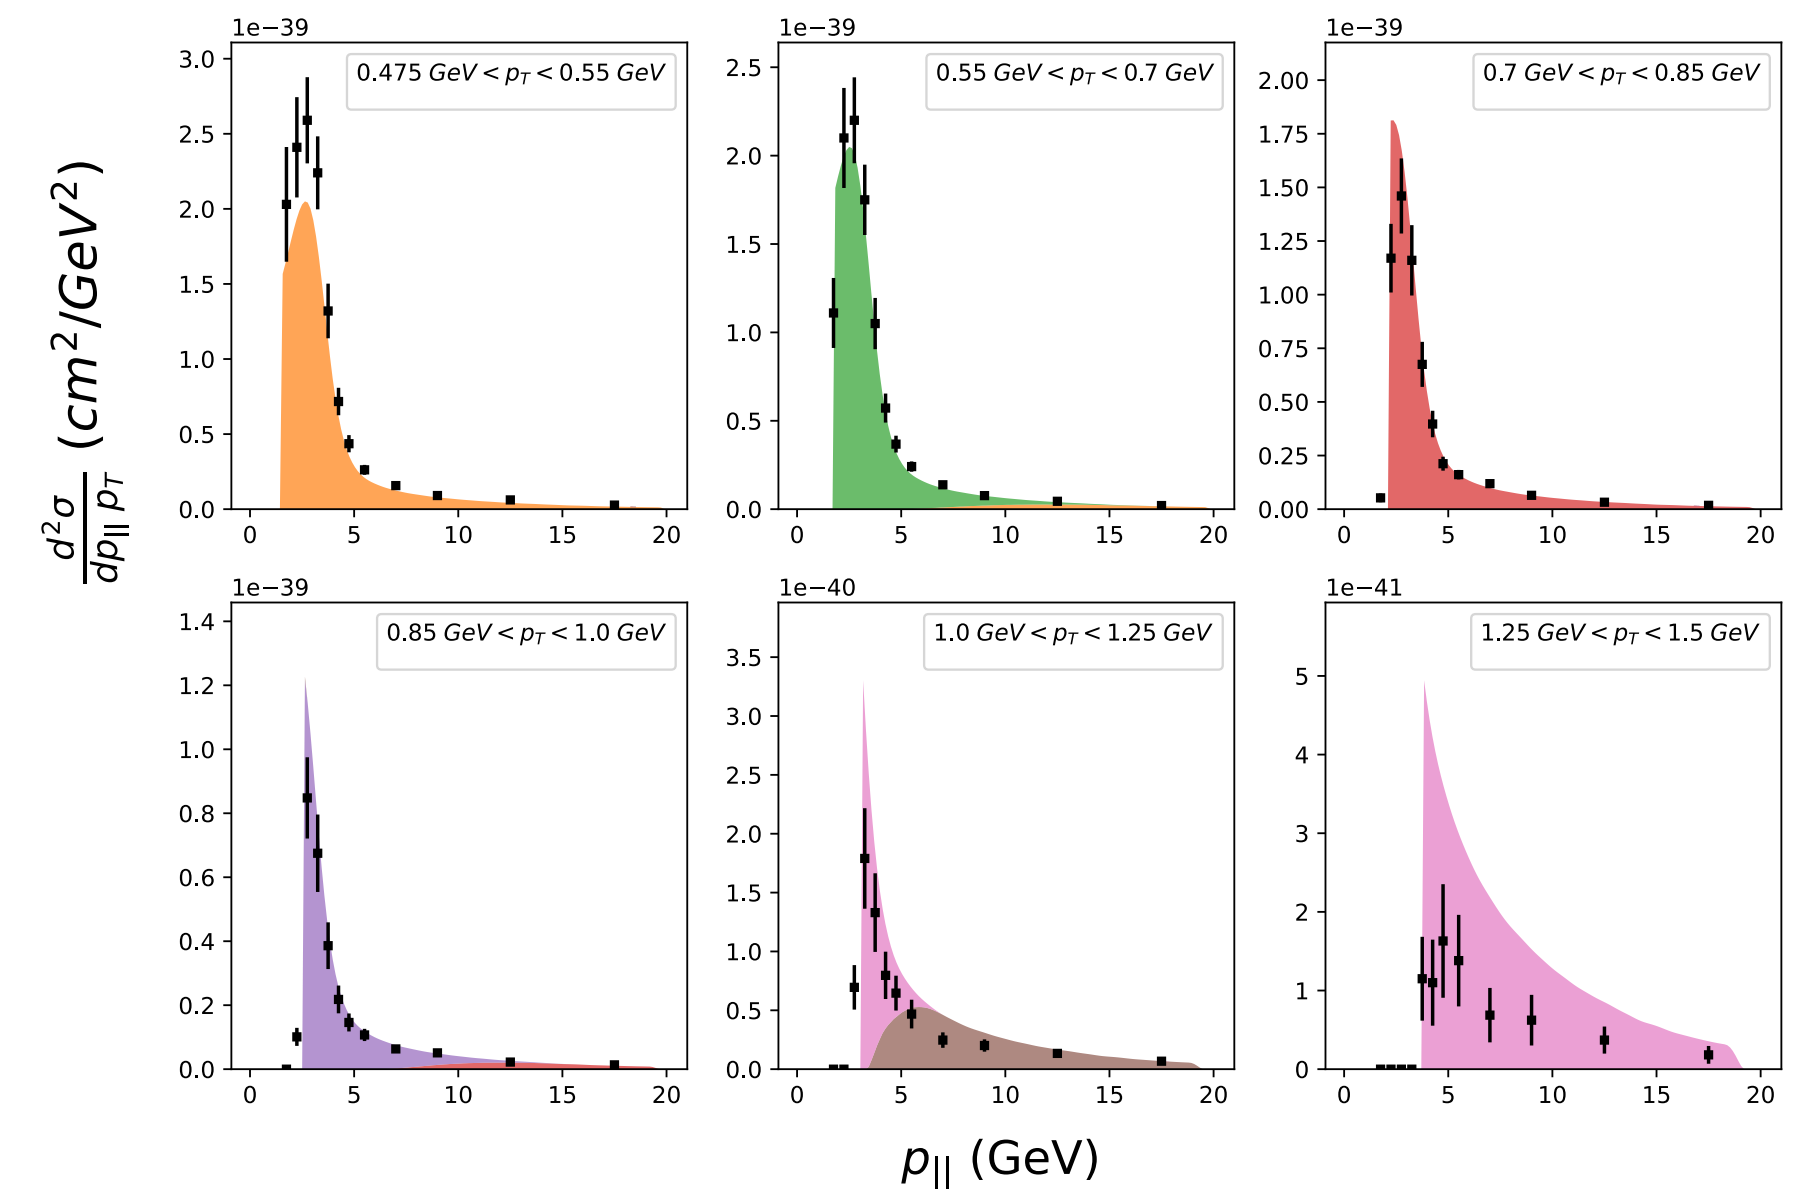 1e−39
0.475 GeV < p_T < 0.55 GeV
3.0
2.5
2.0
1.5
1.0
0.5
0.0
0 5 10 15 20
1e−39
0.55 GeV < p_T < 0.7 GeV
2.5
2.0
1.5
1.0
0.5
0.0
0 5 10 15 20
1e−39
0.7 GeV < p_T < 0.85 GeV
2.00
1.75
1.50
1.25
1.00
0.75
0.50
0.25
0.00
0 5 10 15 20
d²σ
dp_|| p_T
(cm²/GeV²)
1e−39
0.85 GeV < p_T < 1.0 GeV
1.4
1.2
1.0
0.8
0.6
0.4
0.2
0.0
0 5 10 15 20
1e−40
1.0 GeV < p_T < 1.25 GeV
3.5
3.0
2.5
2.0
1.5
1.0
0.5
0.0
0 5 10 15 20
1e−41
1.25 GeV < p_T < 1.5 GeV
5
4
3
2
1
0
0 5 10 15 20
p_|| (GeV)